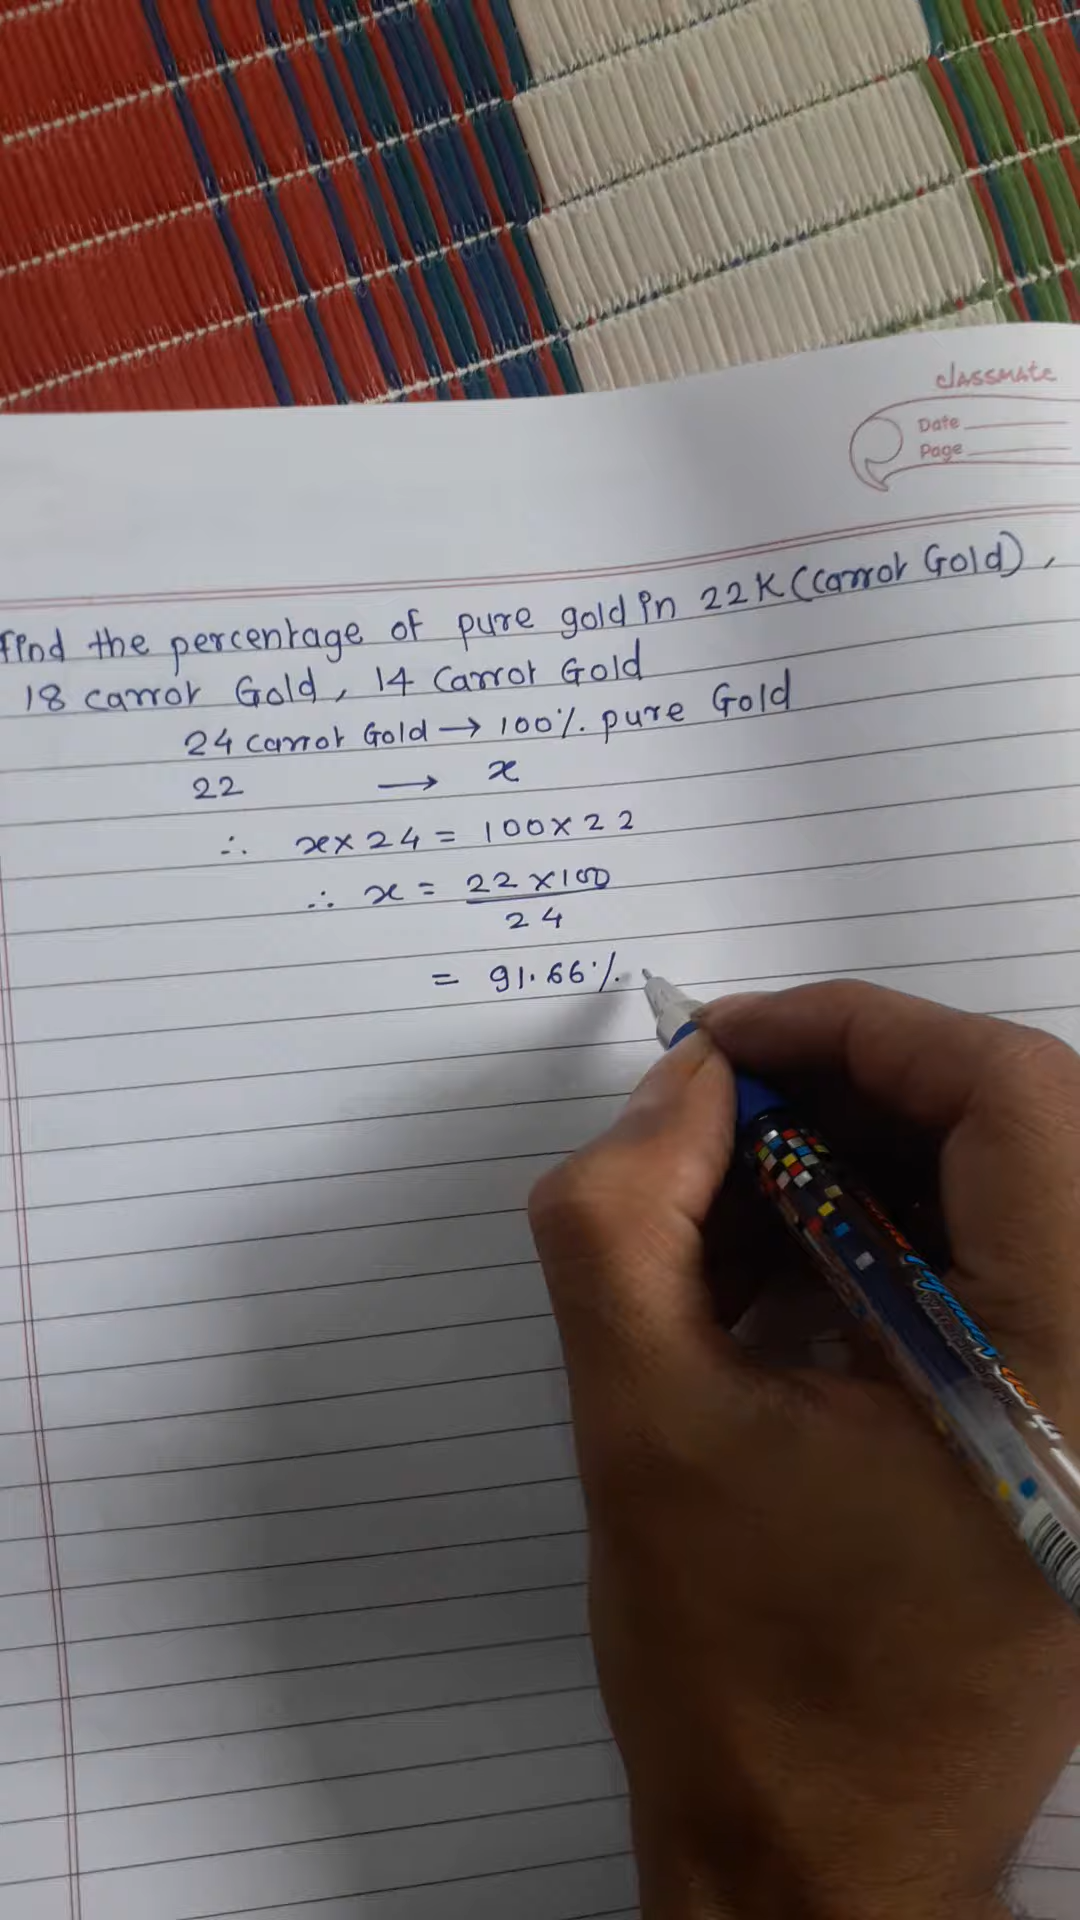 classmate
Date
Page
Find the percentage of pure gold in 22K (carrot Gold),
18 carrot Gold, 14 Carrot Gold
24 carrot Gold → 100% pure Gold
22 → x
∴ x × 24 = 100 × 22
∴ x = 22 × 100
24
= 91.66%